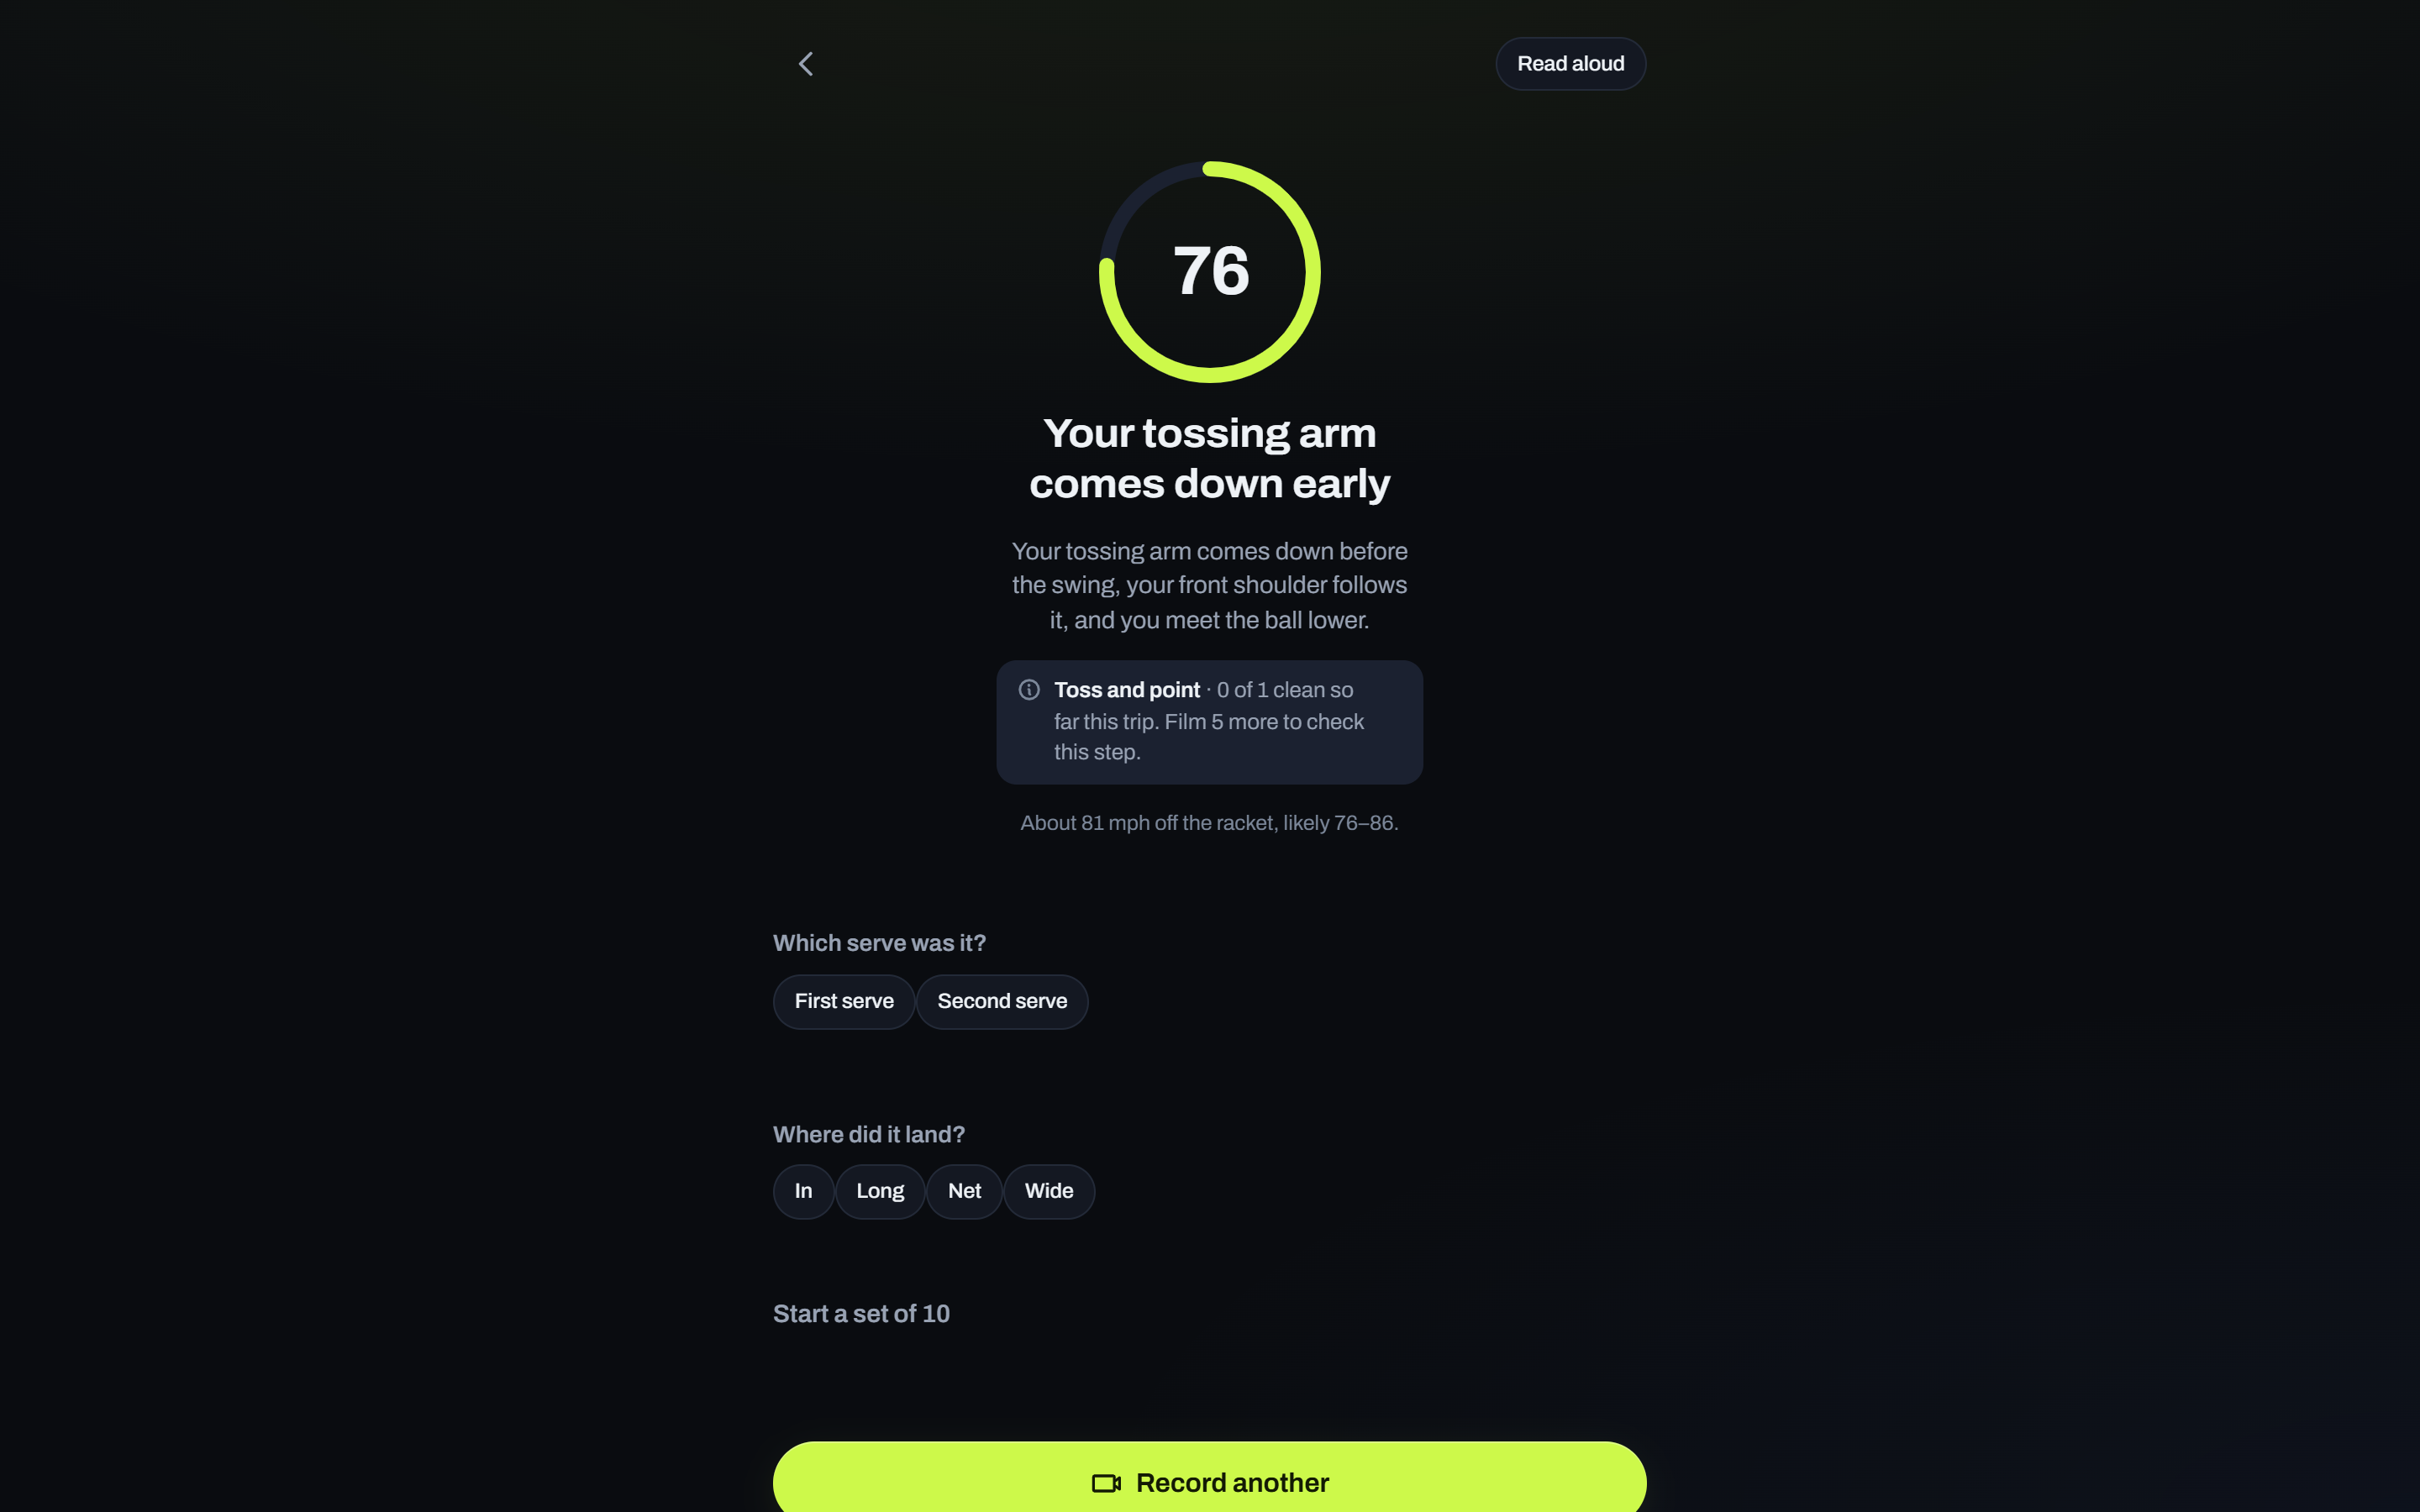 Read aloud
76
Your tossing arm
comes down early
Your tossing arm comes down before
the swing, your front shoulder follows
it, and you meet the ball lower.
Toss and point · 0 of 1 clean so
far this trip. Film 5 more to check
this step.
About 81 mph off the racket, likely 76–86.
Which serve was it?
First serve Second serve
Where did it land?
In Long Net Wide
Start a set of 10
Record another